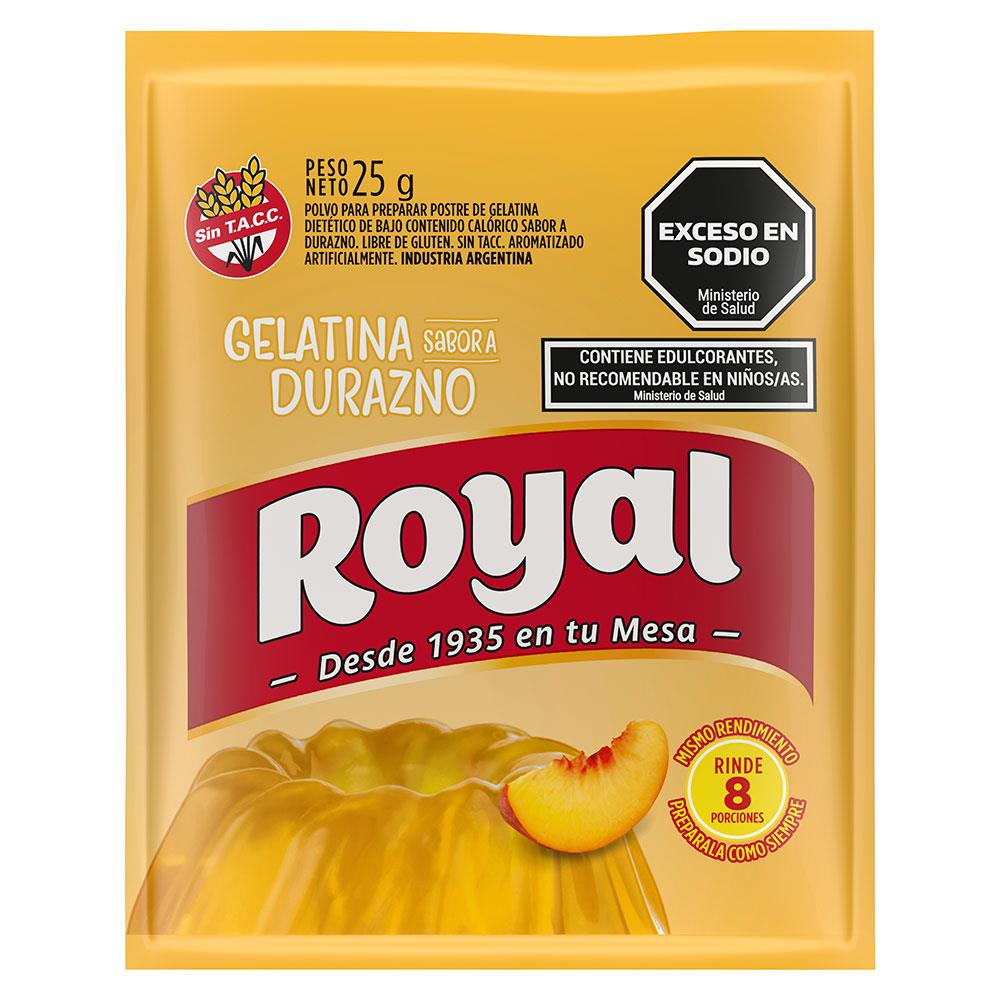 Sin T.A.C.C.
PESO
NETO 25 g
POLVO PARA PREPARAR POSTRE DE GELATINA
DIETÉTICO DE BAJO CONTENIDO CALÓRICO SABOR A
DURAZNO. LIBRE DE GLUTEN. SIN TACC. AROMATIZADO
ARTIFICIALMENTE. INDUSTRIA ARGENTINA
EXCESO EN
SODIO
Ministerio
de Salud
CONTIENE EDULCORANTES,
NO RECOMENDABLE EN NIÑOS/AS.
Ministerio de Salud
GELATINA SABOR A
DURAZNO
Royal
— Desde 1935 en tu Mesa —
MISMO RENDIMIENTO
RINDE
8
PORCIONES
PREPARALA COMO SIEMPRE